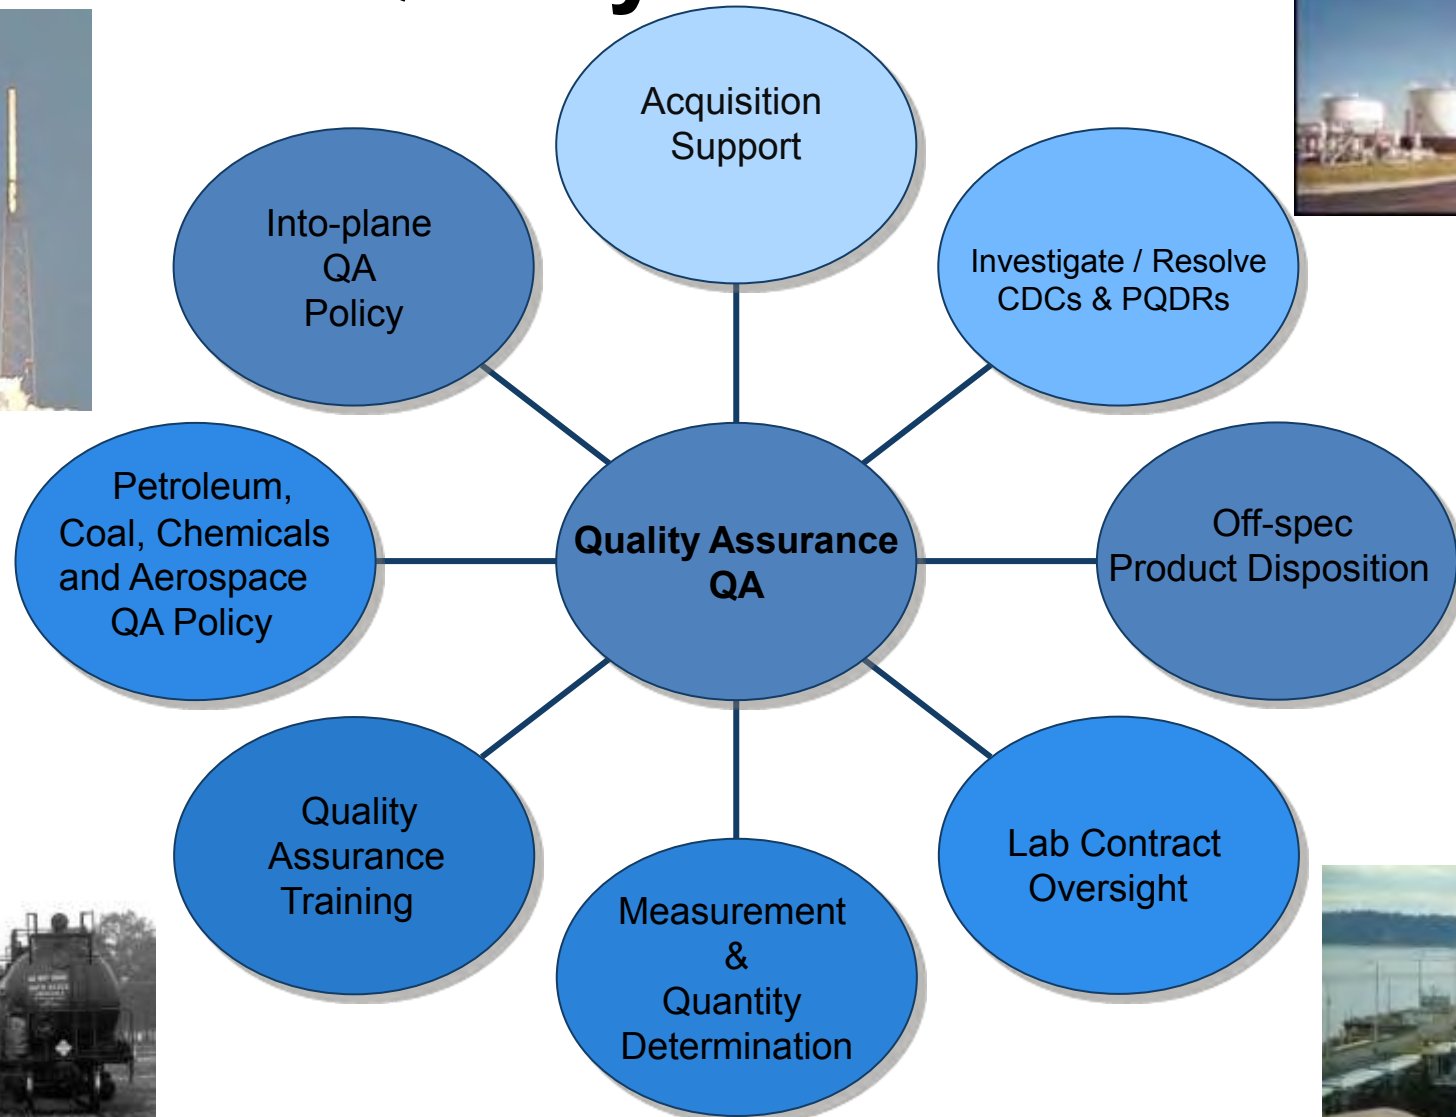 Acquisition
Support
Into-plane
QA
Policy
Investigate / Resolve
CDCs & PQDRs
Petroleum,
Coal, Chemicals
and Aerospace
QA Policy
Quality Assurance
QA
Off-spec
Product Disposition
Quality
Assurance
Training
Measurement
&
Quantity
Determination
Lab Contract
Oversight